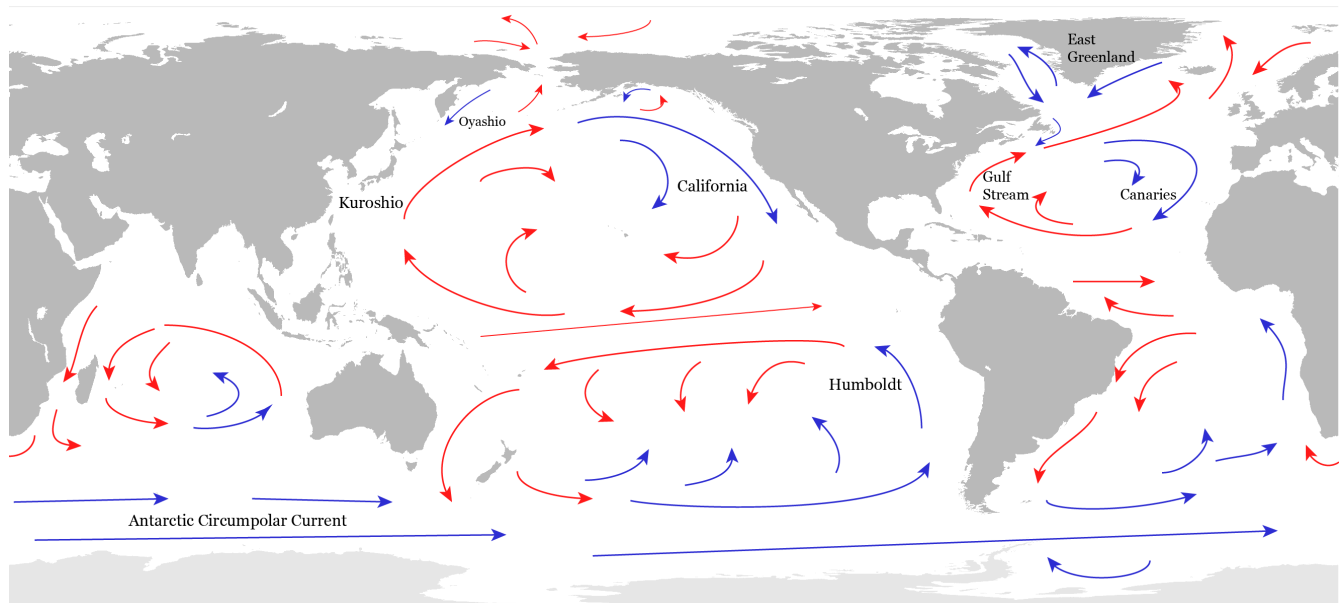 East
Greenland
Oyashio
Kuroshio
California
Gulf
Stream
Canaries
Humboldt
Antarctic Circumpolar Current